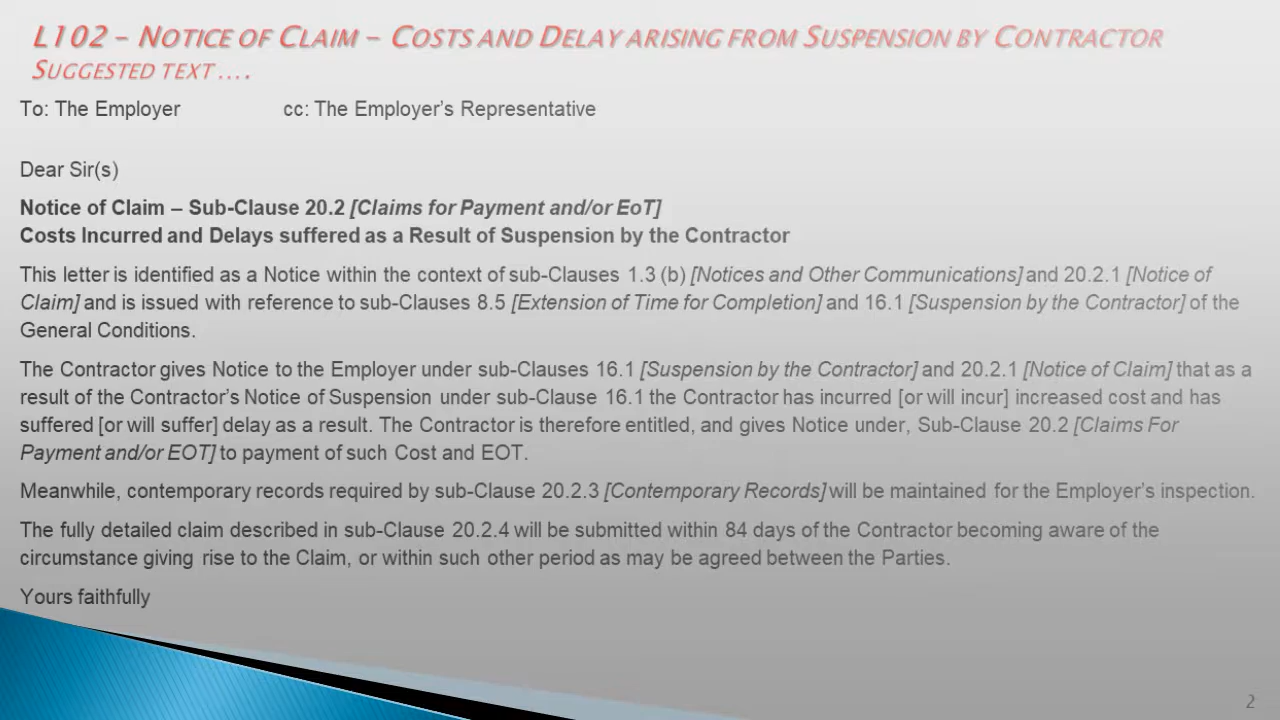 L102 – Notice of Claim – Costs and Delay arising from Suspension by Contractor
Suggested text ….
To: The Employer cc: The Employer’s Representative
Dear Sir(s)
Notice of Claim – Sub-Clause 20.2 [Claims for Payment and/or EoT]
Costs Incurred and Delays suffered as a Result of Suspension by the Contractor
This letter is identified as a Notice within the context of sub-Clauses 1.3 (b) [Notices and Other Communications] and 20.2.1 [Notice of
Claim] and is issued with reference to sub-Clauses 8.5 [Extension of Time for Completion] and 16.1 [Suspension by the Contractor] of the
General Conditions.
The Contractor gives Notice to the Employer under sub-Clauses 16.1 [Suspension by the Contractor] and 20.2.1 [Notice of Claim] that as a
result of the Contractor’s Notice of Suspension under sub-Clause 16.1 the Contractor has incurred [or will incur] increased cost and has
suffered [or will suffer] delay as a result. The Contractor is therefore entitled, and gives Notice under, Sub-Clause 20.2 [Claims For
Payment and/or EOT] to payment of such Cost and EOT.
Meanwhile, contemporary records required by sub-Clause 20.2.3 [Contemporary Records] will be maintained for the Employer’s inspection.
The fully detailed claim described in sub-Clause 20.2.4 will be submitted within 84 days of the Contractor becoming aware of the
circumstance giving rise to the Claim, or within such other period as may be agreed between the Parties.
Yours faithfully
2